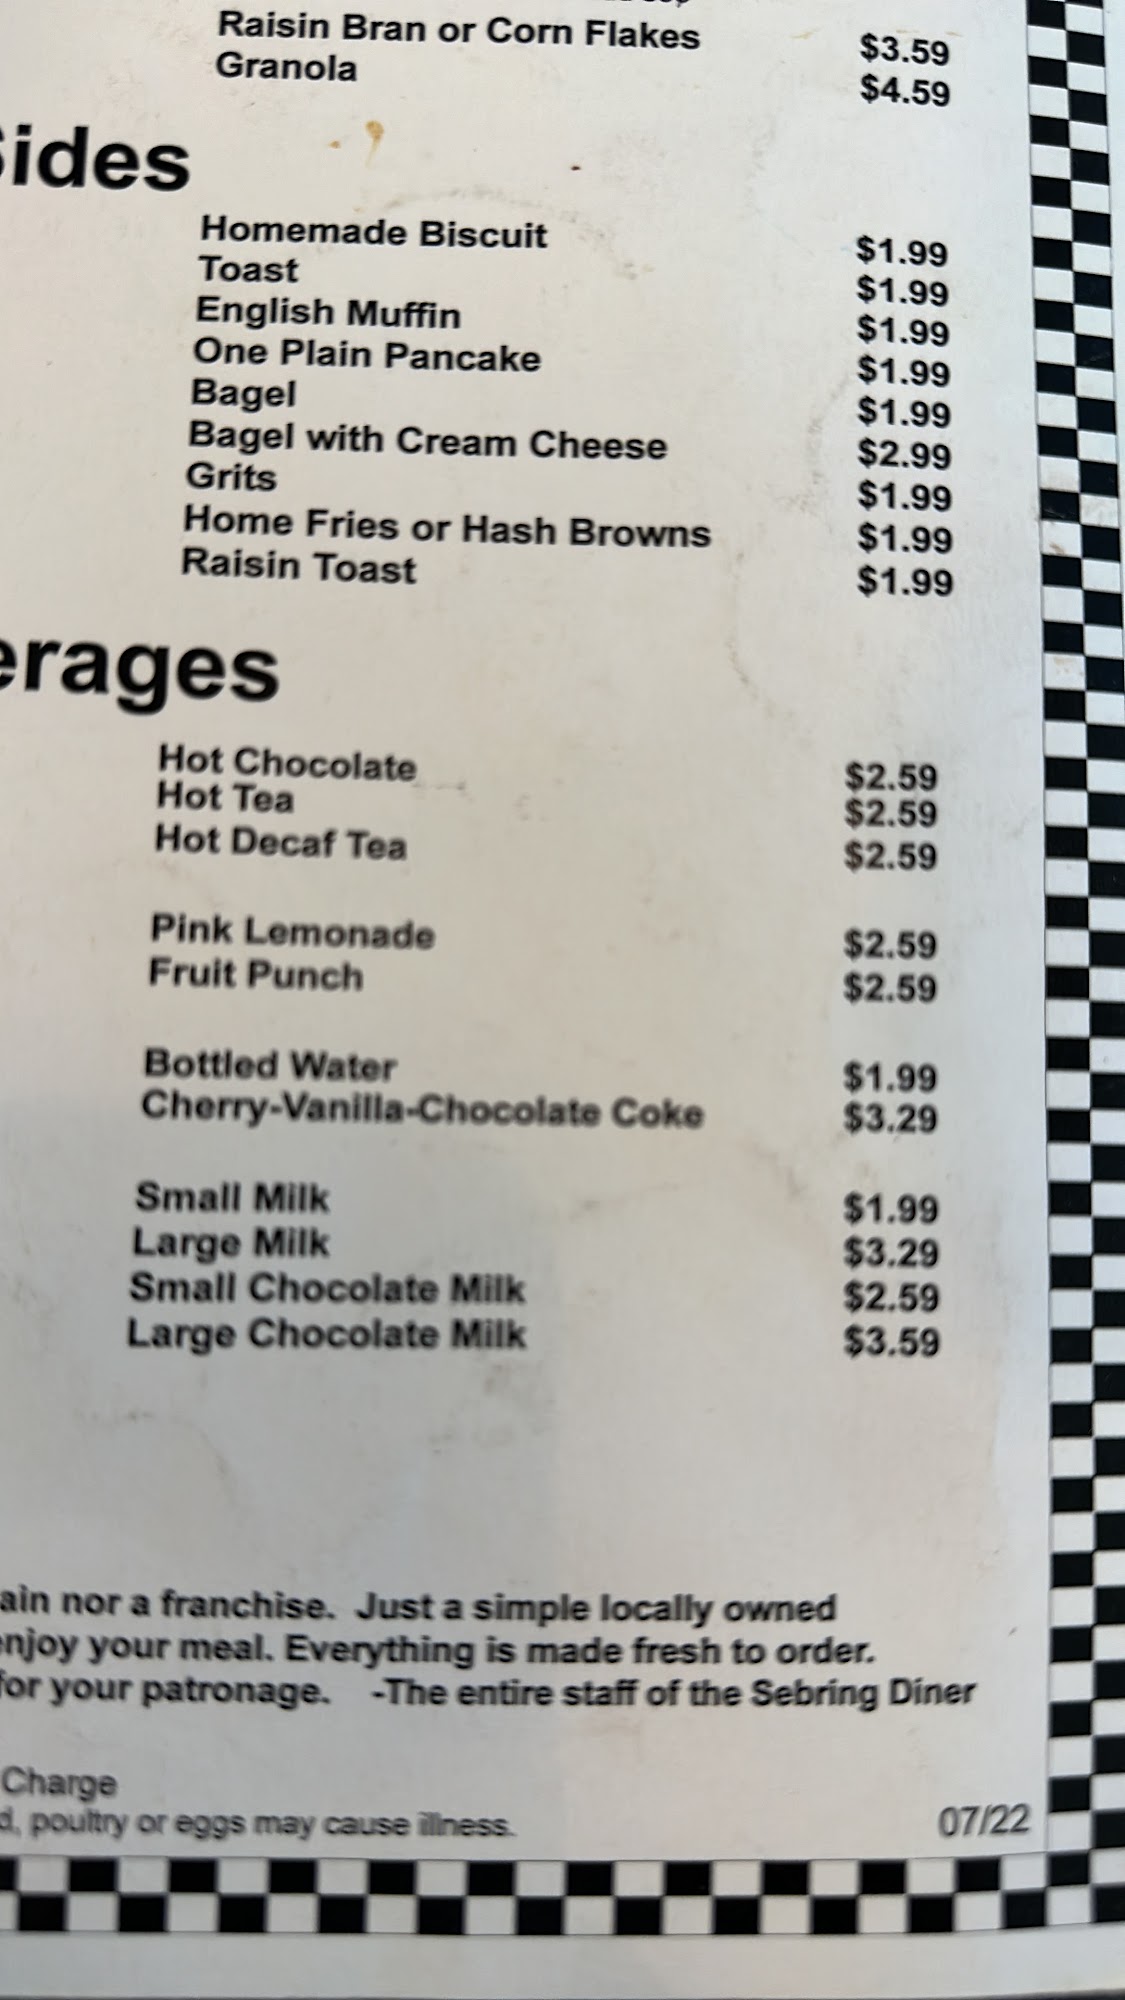 Raisin Bran or Corn Flakes $3.59
Granola $4.59
Sides
Homemade Biscuit $1.99
Toast $1.99
English Muffin $1.99
One Plain Pancake $1.99
Bagel $1.99
Bagel with Cream Cheese $2.99
Grits $1.99
Home Fries or Hash Browns $1.99
Raisin Toast $1.99
erages
Hot Chocolate $2.59
Hot Tea $2.59
Hot Decaf Tea $2.59
Pink Lemonade $2.59
Fruit Punch $2.59
Bottled Water $1.99
Cherry-Vanilla-Chocolate Coke $3.29
Small Milk $1.99
Large Milk $3.29
Small Chocolate Milk $2.59
Large Chocolate Milk $3.59
ain nor a franchise. Just a simple locally owned
enjoy your meal. Everything is made fresh to order.
for your patronage. -The entire staff of the Sebring Diner
Charge
d, poultry or eggs may cause illness. 07/22